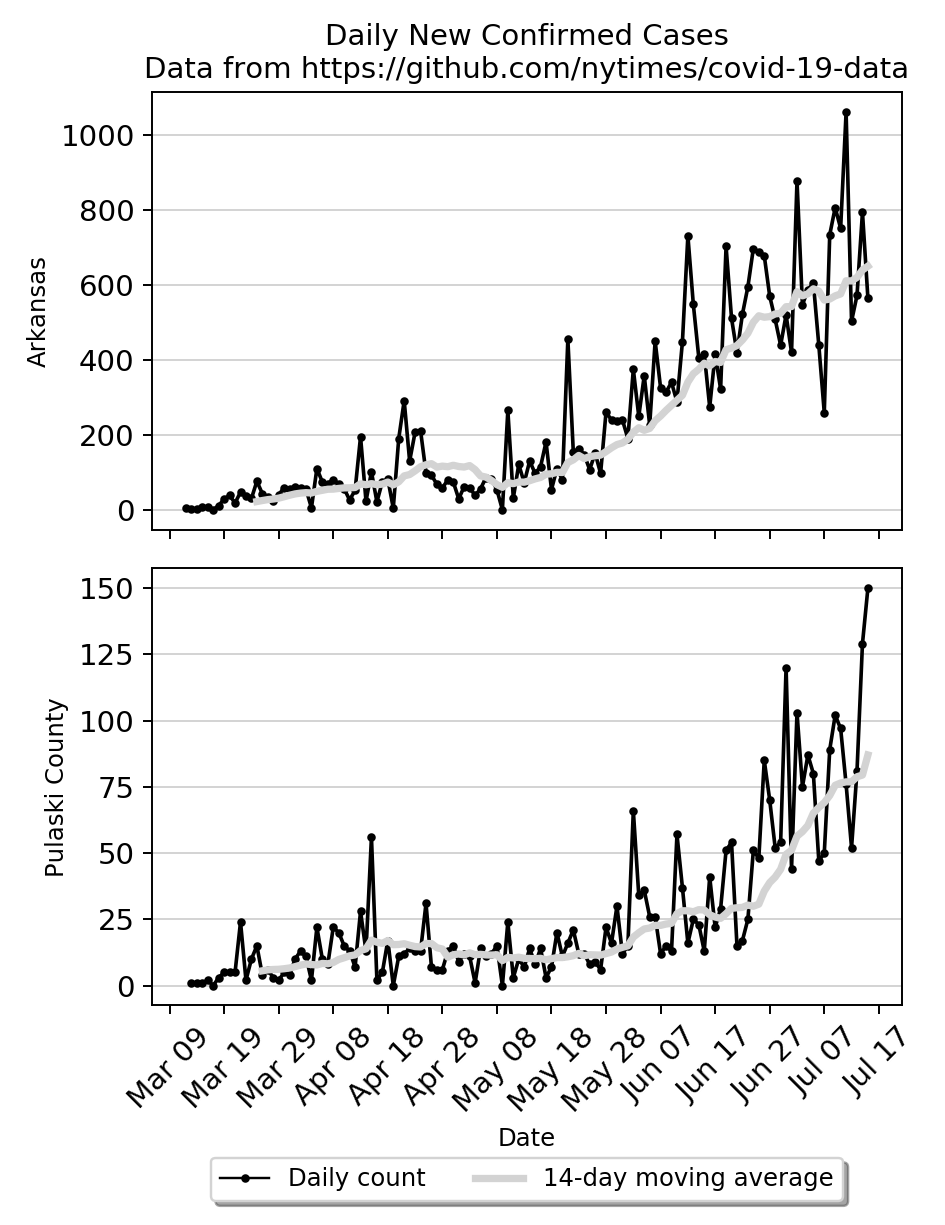 Daily New Confirmed Cases
Data from https://github.com/nytimes/covid-19-data
1000
800
600
400
200
0
Arkansas
150
125
100
75
50
25
0
Pulaski County
Mar 09
Mar 19
Mar 29
Apr 08
Apr 18
Apr 28
May 08
May 18
May 28
Jun 07
Jun 17
Jun 27
Jul 07
Jul 17
Date
Daily count
14-day moving average